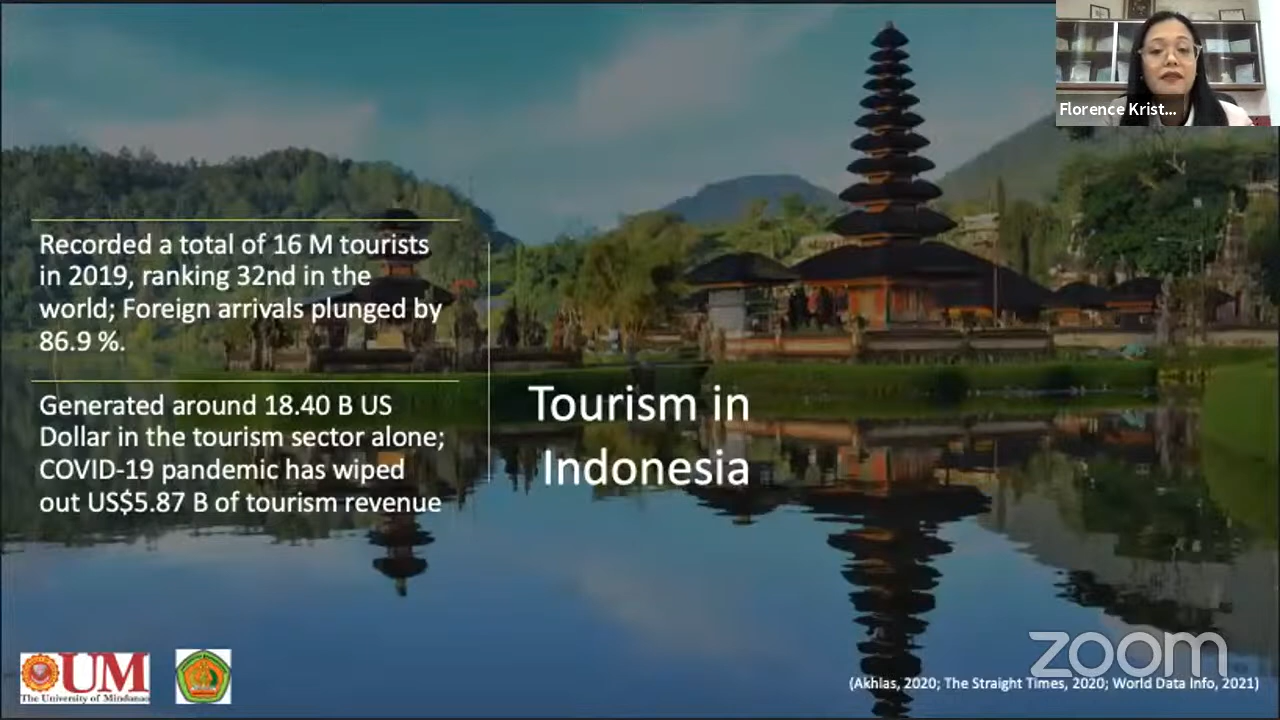 Florence Krist...
Recorded a total of 16 M tourists
in 2019, ranking 32nd in the
world; Foreign arrivals plunged by
86.9 %.
Generated around 18.40 B US
Dollar in the tourism sector alone;
COVID-19 pandemic has wiped
out US$5.87 B of tourism revenue
Tourism in
Indonesia
UM
The University of Mindanao
zoom
(Akhlas, 2020; The Straight Times, 2020; World Data Info, 2021)